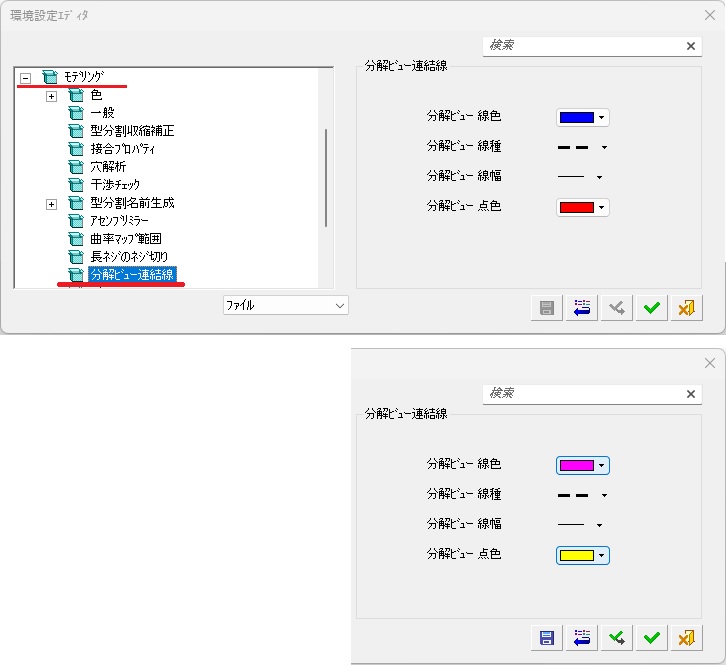 環境設定ｴﾃﾞｨﾀ
検索
ﾓﾃﾞﾘﾝｸﾞ
色
一般
型分割収縮補正
接合ﾌﾟﾛﾊﾟﾃｨ
穴解析
干渉ﾁｪｯｸ
型分割名前生成
ｱｾﾝﾌﾞﾘﾐﾗｰ
曲率ﾏｯﾌﾟ範囲
長ﾈｼﾞのﾈｼﾞ切り
分解ﾋﾞｭｰ連結線
ﾌｧｲﾙ
分解ﾋﾞｭｰ連結線
分解ﾋﾞｭｰ 線色
分解ﾋﾞｭｰ 線種
分解ﾋﾞｭｰ 線幅
分解ﾋﾞｭｰ 点色
検索
分解ﾋﾞｭｰ連結線
分解ﾋﾞｭｰ 線色
分解ﾋﾞｭｰ 線種
分解ﾋﾞｭｰ 線幅
分解ﾋﾞｭｰ 点色